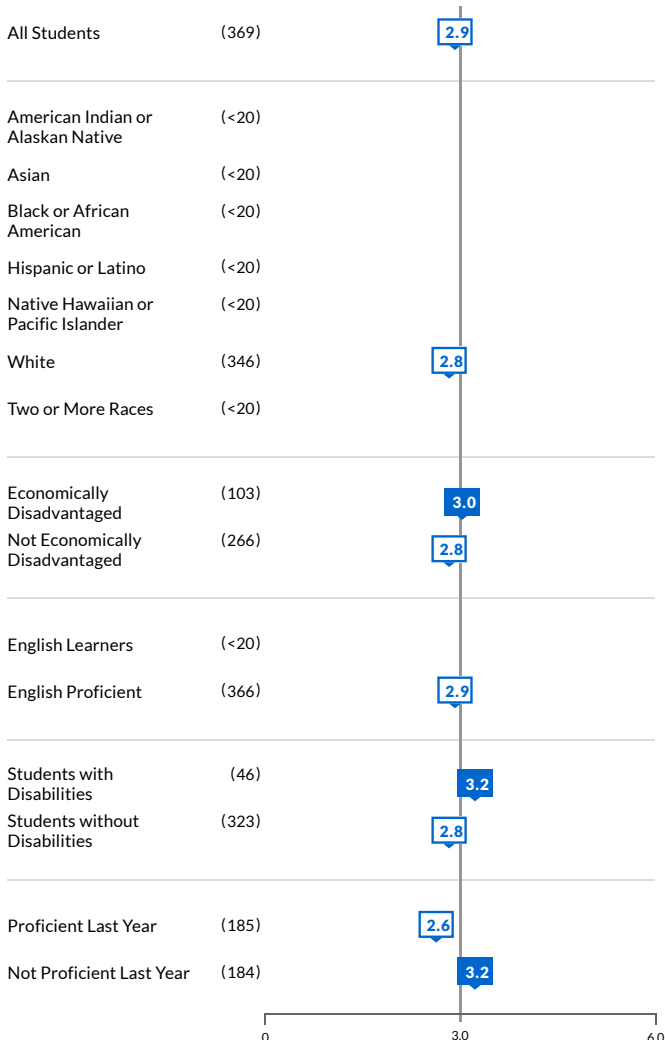 All Students (369) 2.9
American Indian or
Alaskan Native (<20)
Asian (<20)
Black or African
American (<20)
Hispanic or Latino (<20)
Native Hawaiian or
Pacific Islander (<20)
White (346) 2.8
Two or More Races (<20)
Economically
Disadvantaged (103) 3.0
Not Economically
Disadvantaged (266) 2.8
English Learners (<20)
English Proficient (366) 2.9
Students with
Disabilities (46) 3.2
Students without
Disabilities (323) 2.8
Proficient Last Year (185) 2.6
Not Proficient Last Year (184) 3.2
0 3.0 6.0